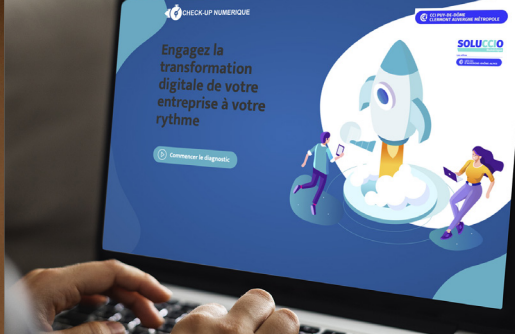 CHECK-UP NUMERIQUE
CCI PUY-DE-DÔME
CLERMONT AUVERGNE MÉTROPOLE
SOLUCCIO
Engagez la
transformation
digitale de votre
entreprise à votre
rythme
Commencer le diagnostic